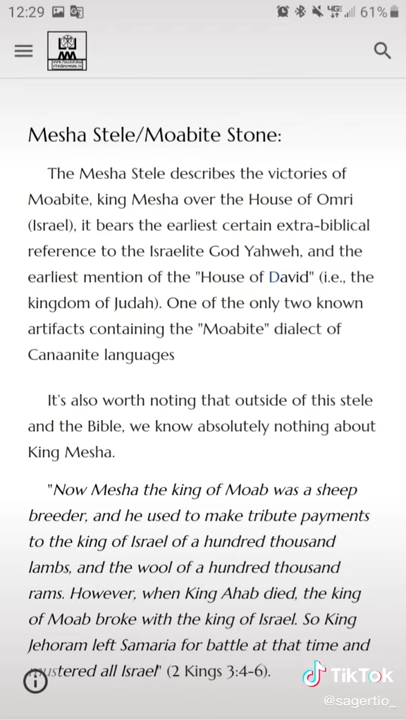 12:29
61%
Mesha Stele/Moabite Stone:
The Mesha Stele describes the victories of
Moabite, king Mesha over the House of Omri
(Israel), it bears the earliest certain extra-biblical
reference to the Israelite God Yahweh, and the
earliest mention of the "House of David" (i.e., the
kingdom of Judah). One of the only two known
artifacts containing the "Moabite" dialect of
Canaanite languages
It's also worth noting that outside of this stele
and the Bible, we know absolutely nothing about
King Mesha.
"Now Mesha the king of Moab was a sheep
breeder, and he used to make tribute payments
to the king of Israel of a hundred thousand
lambs, and the wool of a hundred thousand
rams. However, when King Ahab died, the king
of Moab broke with the king of Israel. So King
Jehoram left Samaria for battle at that time and
mustered all Israel" (2 Kings 3:4-6).
TikTok
@sagertio_